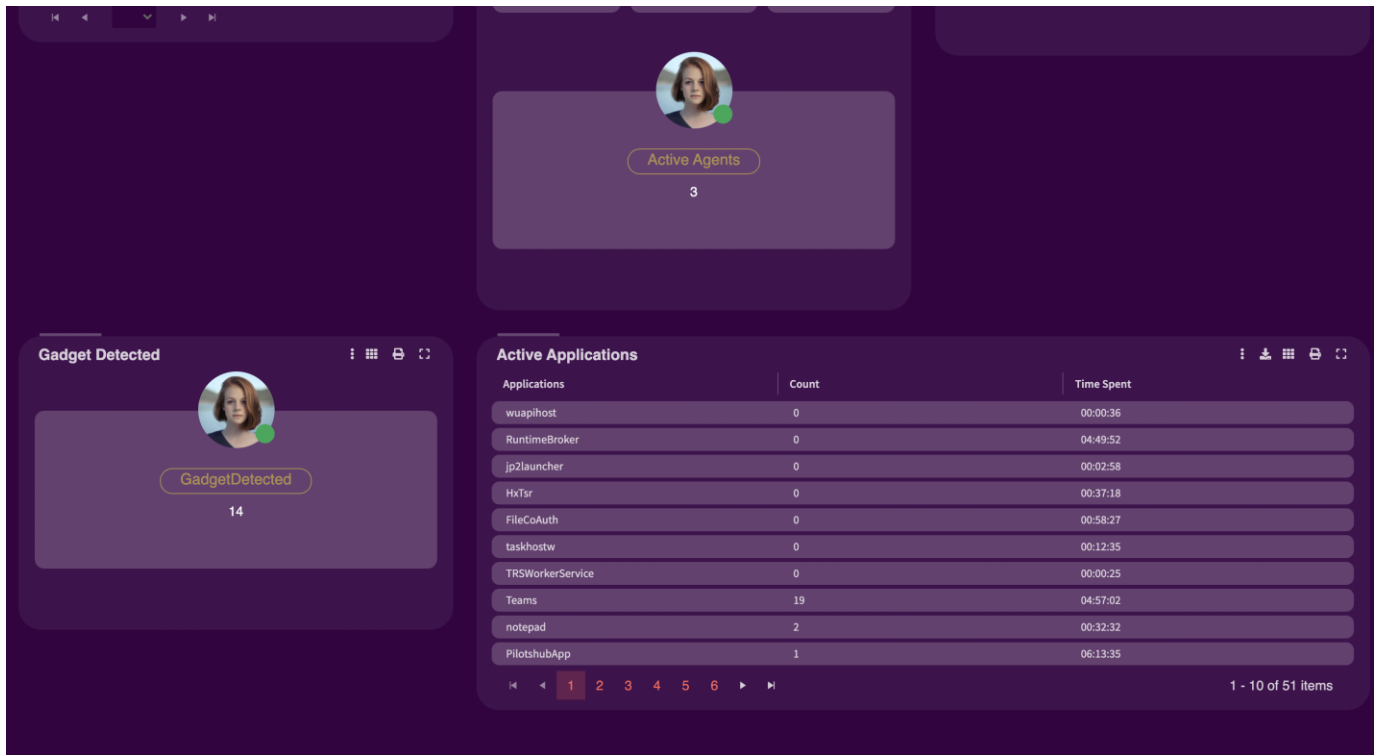 Active Agents
3
Gadget Detected
GadgetDetected
14
Active Applications
Applications Count Time Spent
wuapihost 0 00:00:36
RuntimeBroker 0 04:49:52
jp2launcher 0 00:02:58
HxTsr 0 00:37:18
FileCoAuth 0 00:58:27
taskhostw 0 00:12:35
TRSWorkerService 0 00:00:25
Teams 19 04:57:02
notepad 2 00:32:32
PilotshubApp 1 06:13:35
1 2 3 4 5 6 1 - 10 of 51 items